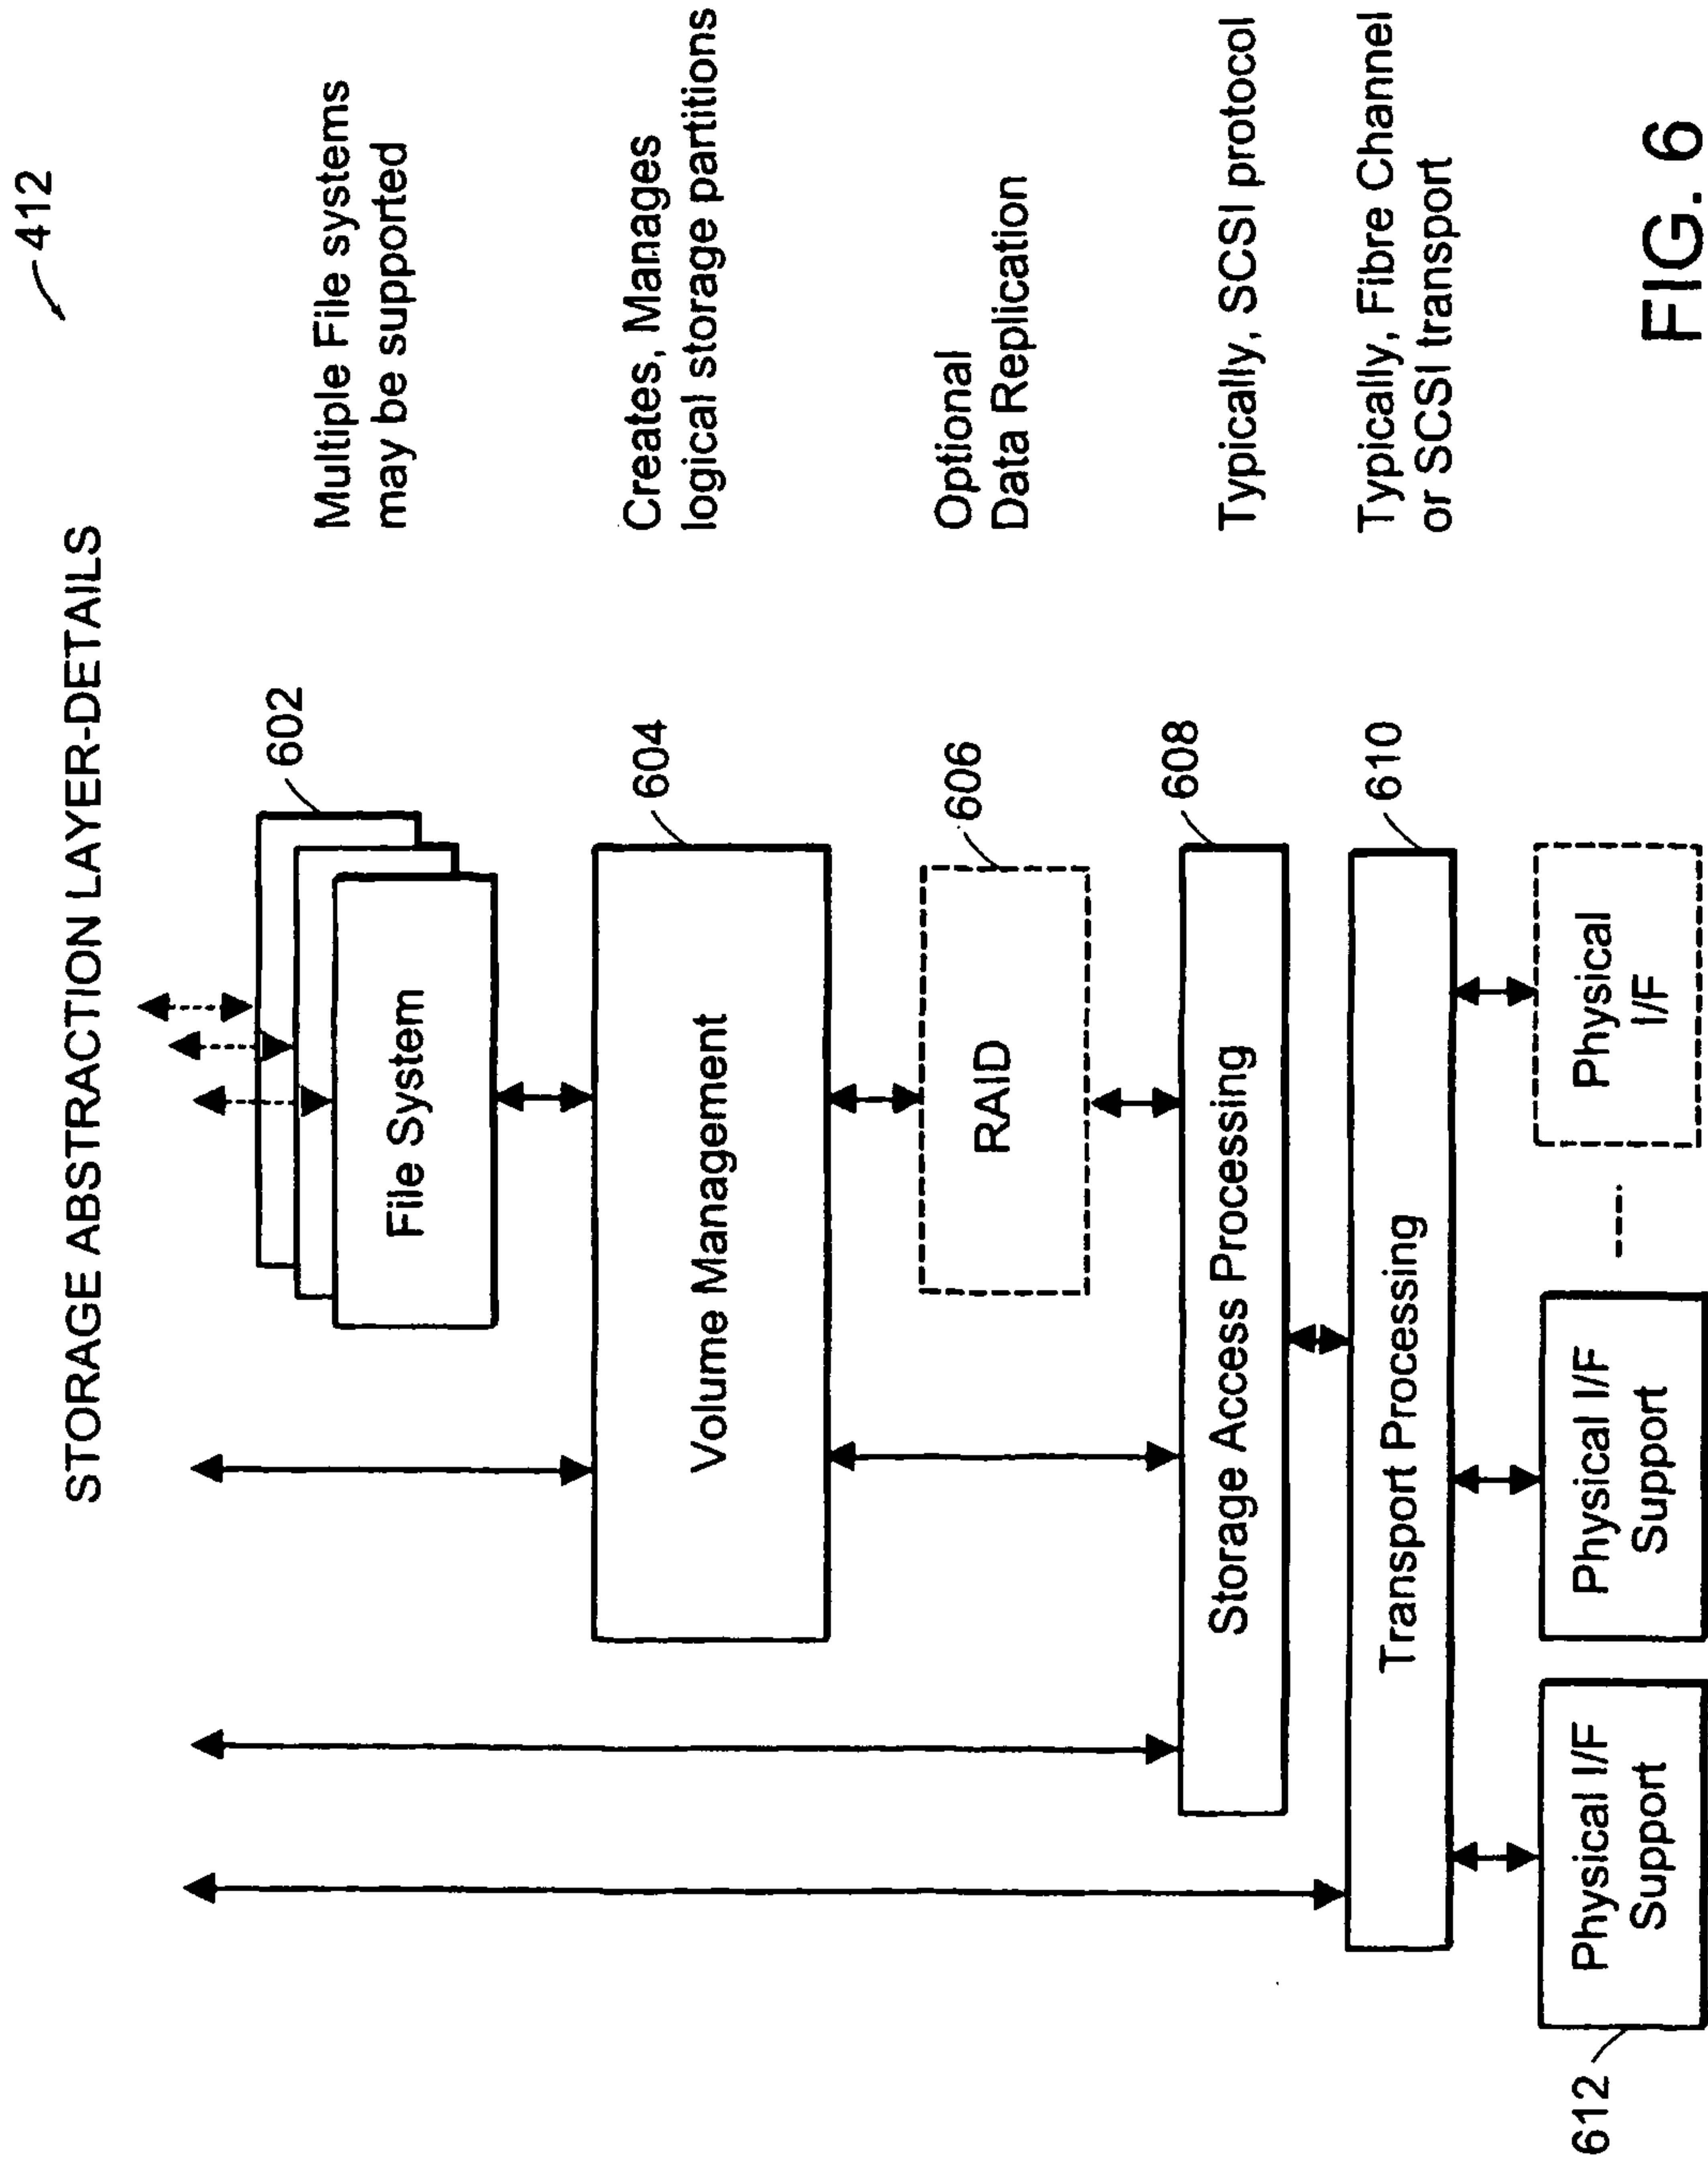 412
STORAGE ABSTRACTION LAYER-DETAILS
602
File System
Multiple File systems
may be supported
604
Volume Management
Creates, Manages
logical storage partitions
606
RAID
Optional
Data Replication
608
Storage Access Processing
Typically, SCSI protocol
610
Transport Processing
Typically, Fibre Channel
or SCSI transport
612
Physical I/F
Support
Physical I/F
Support
Physical
I/F
FIG. 6